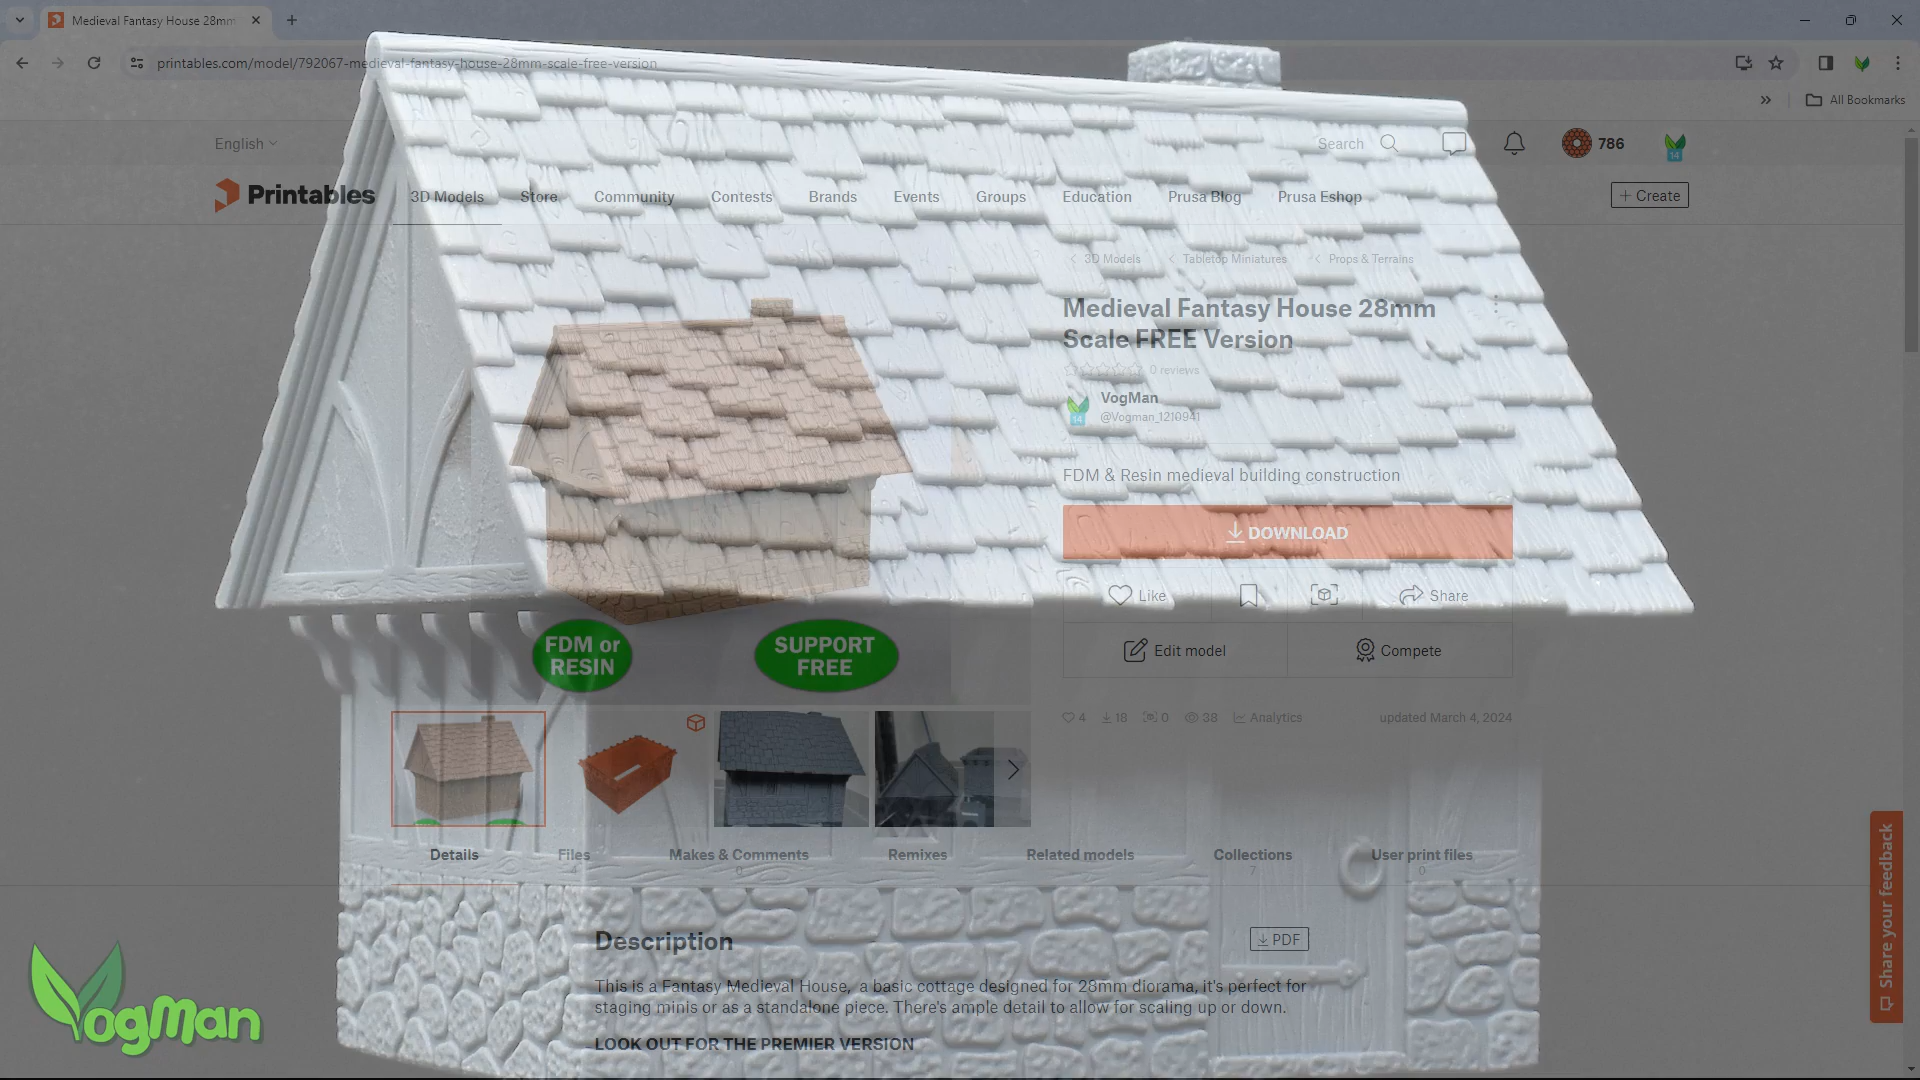 Medieval Fantasy House 28mm
printables.com/model/792067-medieval-fantasy-house-28mm-scale-free-version
All Bookmarks
English
Search
786
14
Printables
3D Models
Store
Community
Contests
Brands
Events
Groups
Education
Prusa Blog
Prusa Eshop
+ Create
3D Models
Tabletop Miniatures
Props & Terrains
Medieval Fantasy House 28mm
Scale FREE Version
0 reviews
VogMan
@Vogman_1210941
14
FDM & Resin medieval building construction
DOWNLOAD
Like
Share
FDM or
RESIN
SUPPORT
FREE
Edit model
Compete
4
18
0
38
Analytics
updated March 4, 2024
Details
Files
4
Makes & Comments
0
Remixes
Related models
Collections
7
User print files
0
Share your feedback
Description
PDF
This is a Fantasy Medieval House, a basic cottage designed for 28mm diorama, it's perfect for
staging minis or as a standalone piece. There's ample detail to allow for scaling up or down.
LOOK OUT FOR THE PREMIER VERSION
VogMan